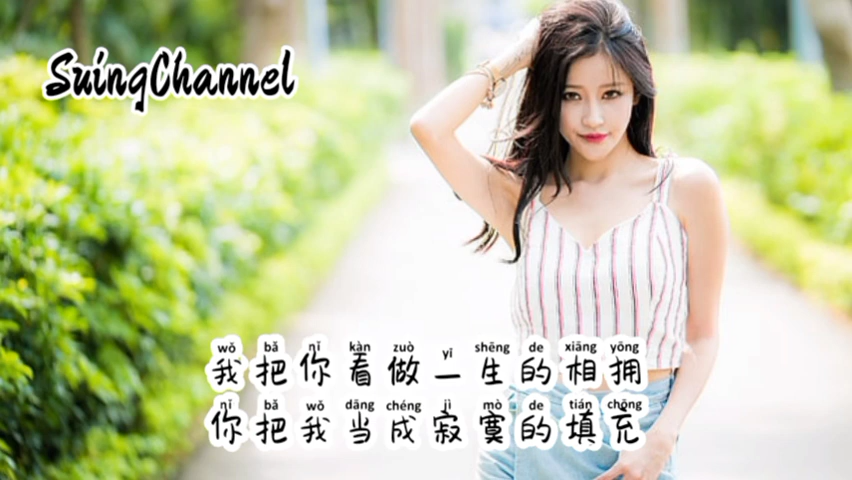 SuingChannel
wǒ bǎ nǐ kàn zuò yī shēng de xiāng yōng
我把你看做一生的相拥
nǐ bǎ wǒ dāng chéng jì mò de tián chōng
你把我当成寂寞的填充